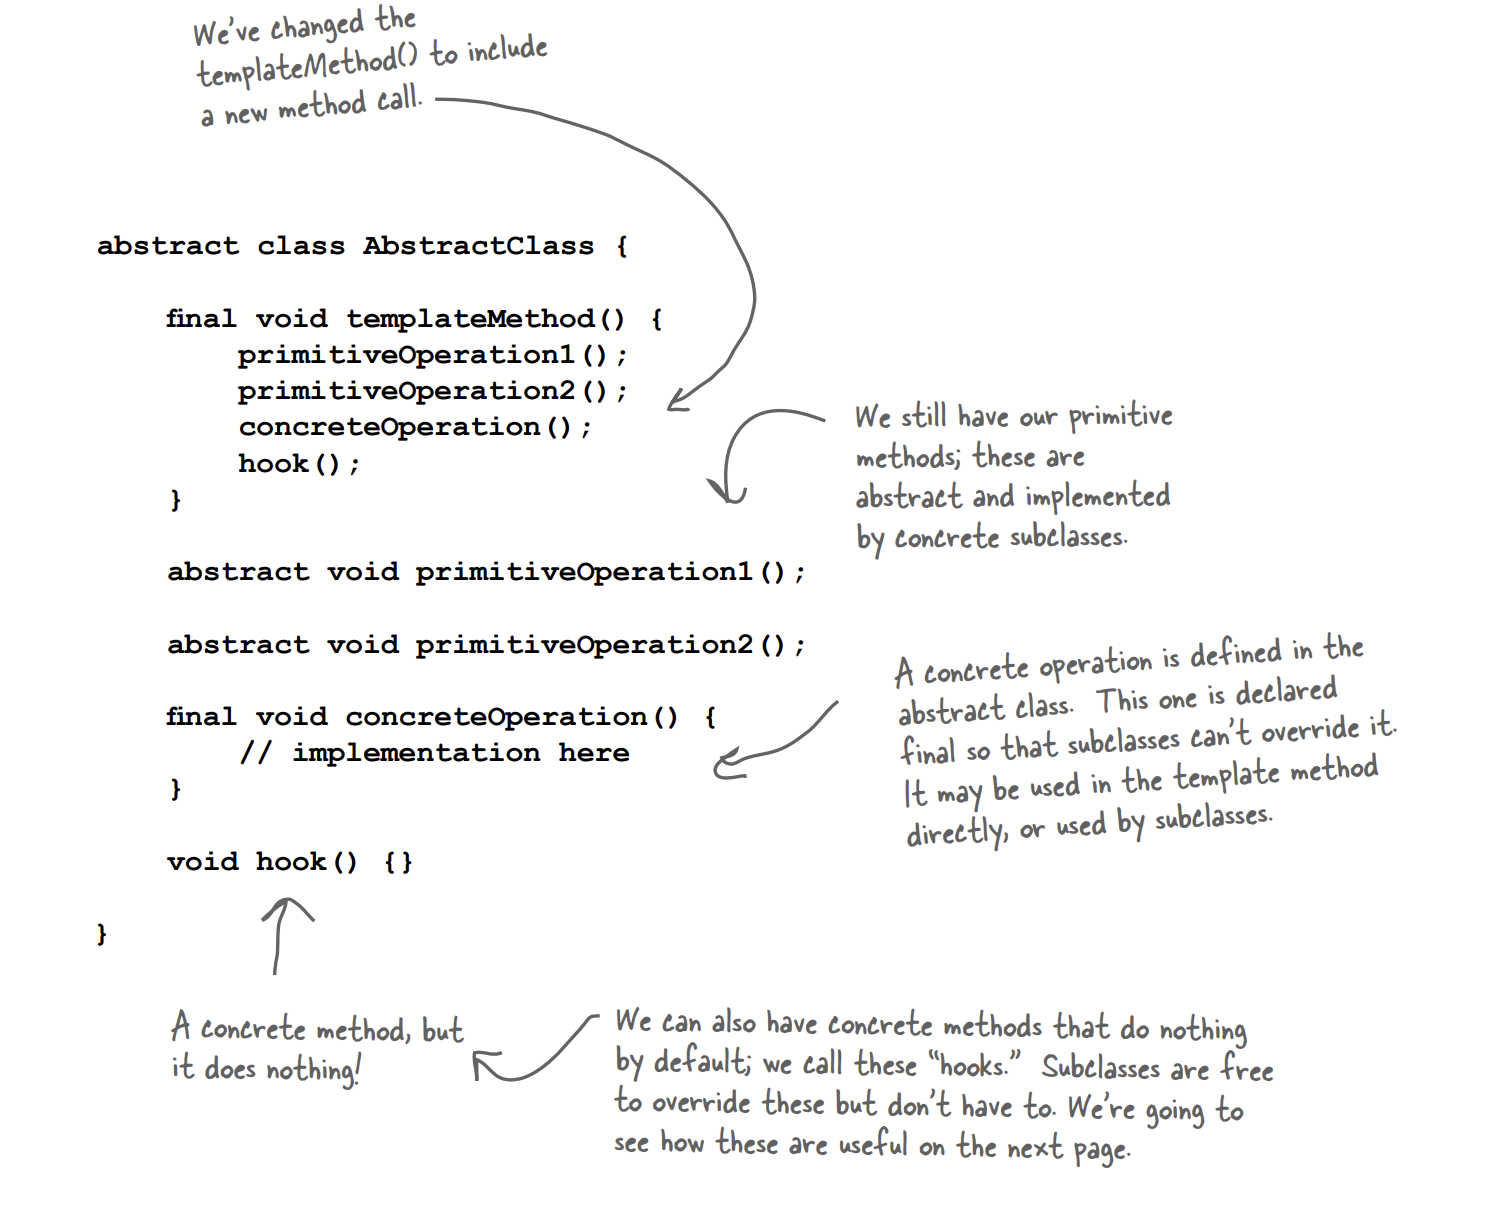 We've changed the
templateMethod() to include
a new method call.
abstract class AbstractClass {
final void templateMethod() {
primitiveOperation1();
primitiveOperation2();
concreteOperation();
hook();
}
We still have our primitive
methods; these are
abstract and implemented
by concrete subclasses.
abstract void primitiveOperation1();
abstract void primitiveOperation2();
final void concreteOperation() {
// implementation here
}
A concrete operation is defined in the
abstract class. This one is declared
final so that subclasses can't override it.
It may be used in the template method
directly, or used by subclasses.
void hook() {}
}
A concrete method, but
it does nothing!
We can also have concrete methods that do nothing
by default; we call these “hooks.” Subclasses are free
to override these but don't have to. We're going to
see how these are useful on the next page.